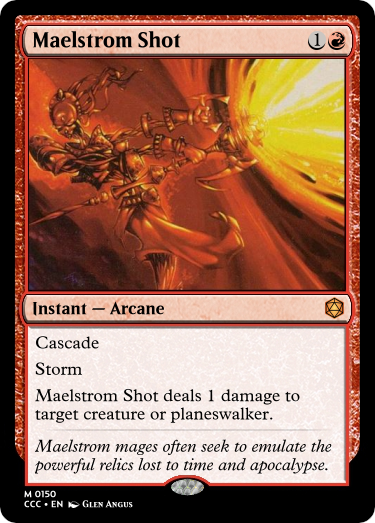 Maelstrom Shot 1
Instant — Arcane
Cascade
Storm
Maelstrom Shot deals 1 damage to
target creature or planeswalker.
Maelstrom mages often seek to emulate the
powerful relics lost to time and apocalypse.
M 0150
CCC • EN Glen Angus